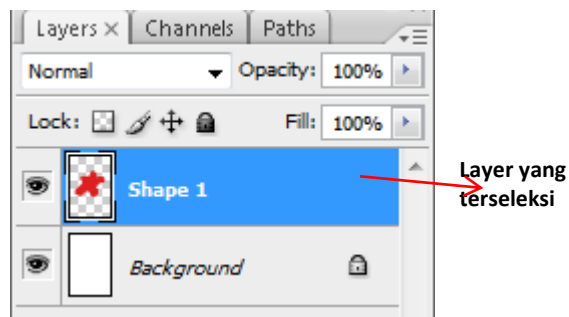 Layers × Channels Paths
Normal Opacity: 100%
Lock: Fill: 100%
Shape 1
Layer yang
terseleksi
Background